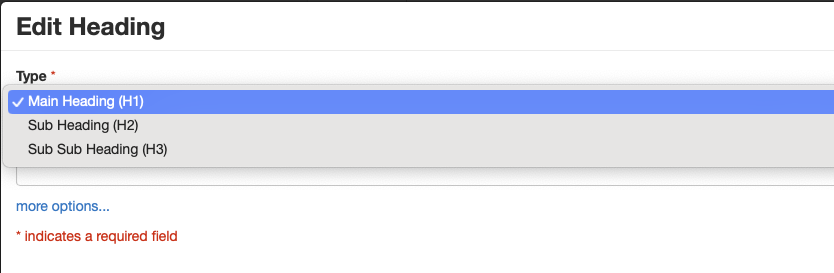 Edit Heading
Type *
✓ Main Heading (H1)
Sub Heading (H2)
Sub Sub Heading (H3)
more options...
* indicates a required field